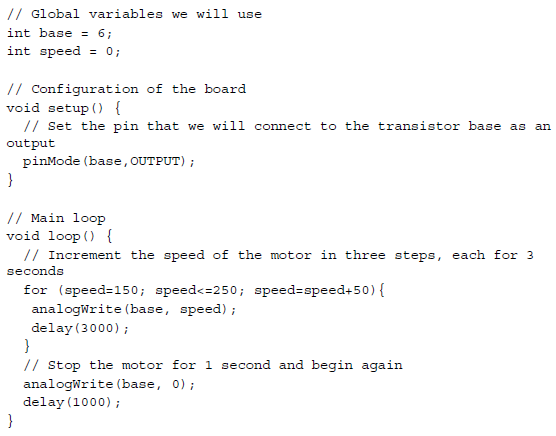 // Global variables we will use
int base = 6;
int speed = 0;
// Configuration of the board
void setup() {
// Set the pin that we will connect to the transistor base as an
output
pinMode(base,OUTPUT);
}
// Main loop
void loop() {
// Increment the speed of the motor in three steps, each for 3
seconds
for (speed=150; speed<=250; speed=speed+50){
analogWrite(base, speed);
delay(3000);
}
// Stop the motor for 1 second and begin again
analogWrite(base, 0);
delay(1000);
}